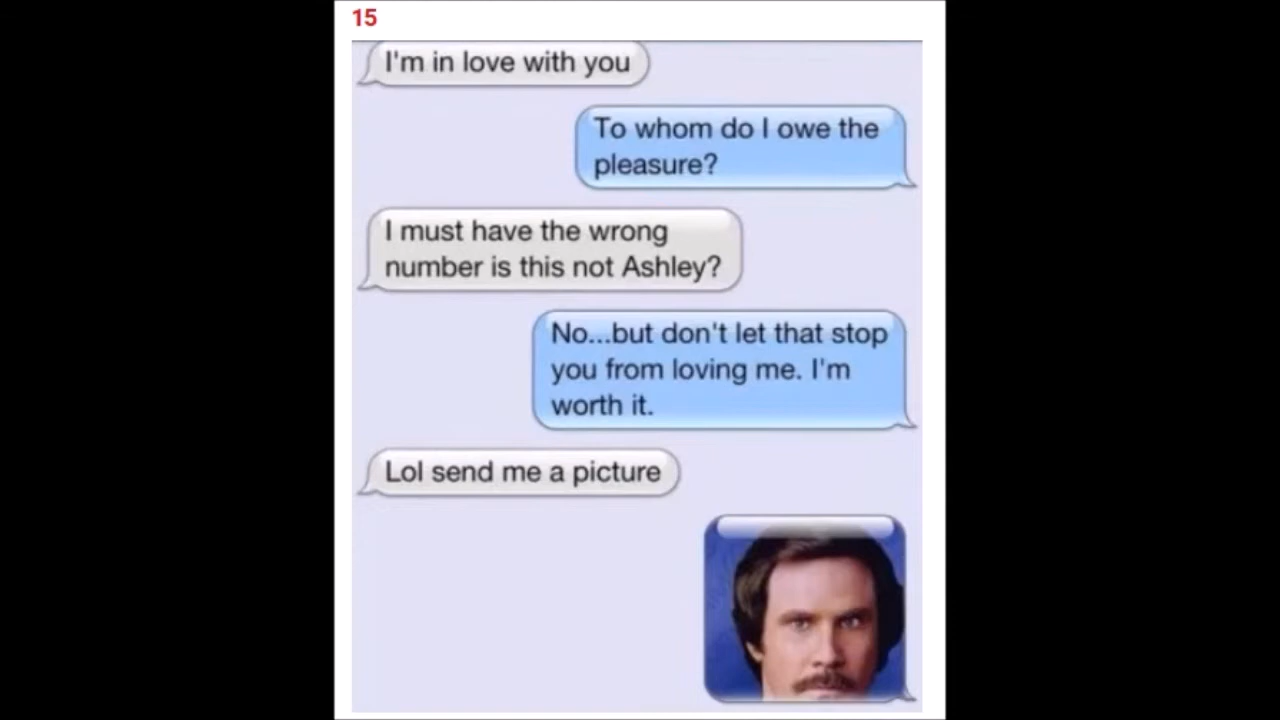 15
I'm in love with you
To whom do I owe the
pleasure?
I must have the wrong
number is this not Ashley?
No...but don't let that stop
you from loving me. I'm
worth it.
Lol send me a picture